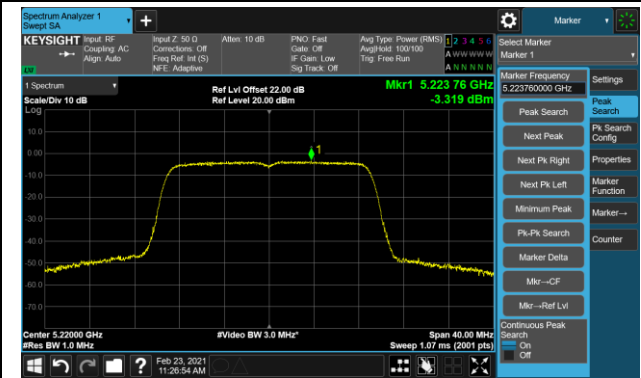 Spectrum Analyzer 1
Swept SA
Marker
KEYSIGHT
Input: RF
Coupling: AC
Align: Auto
Input Z: 50 Ω
Corrections: Off
Freq Ref: Int (S)
NFE: Adaptive
Atten: 10 dB
PNO: Fast
Gate: Off
IF Gain: Low
Sig Track: Off
Avg Type: Power (RMS)
Avg|Hold: 100/100
Trig: Free Run
1 2 3 4 5 6
A W W W W W
A N N N N N
Select Marker
Marker 1
1 Spectrum
Scale/Div 10 dB
Log
Ref Lvl Offset 22.00 dB
Ref Level 20.00 dBm
Mkr1 5.223 76 GHz
-3.319 dBm
10.0
0.00
-10.0
-20.0
-30.0
-40.0
-50.0
-60.0
-70.0
1
Center 5.22000 GHz
#Res BW 1.0 MHz
#Video BW 3.0 MHz*
Span 40.00 MHz
Sweep 1.07 ms (2001 pts)
Marker Frequency
5.223760000 GHz
Peak Search
Next Peak
Next Pk Right
Next Pk Left
Minimum Peak
Pk-Pk Search
Marker Delta
Mkr→CF
Mkr→Ref Lvl
Continuous Peak
Search
On
Off
Settings
Peak
Search
Pk Search
Config
Properties
Marker
Function
Marker→
Counter
Feb 23, 2021
11:26:54 AM